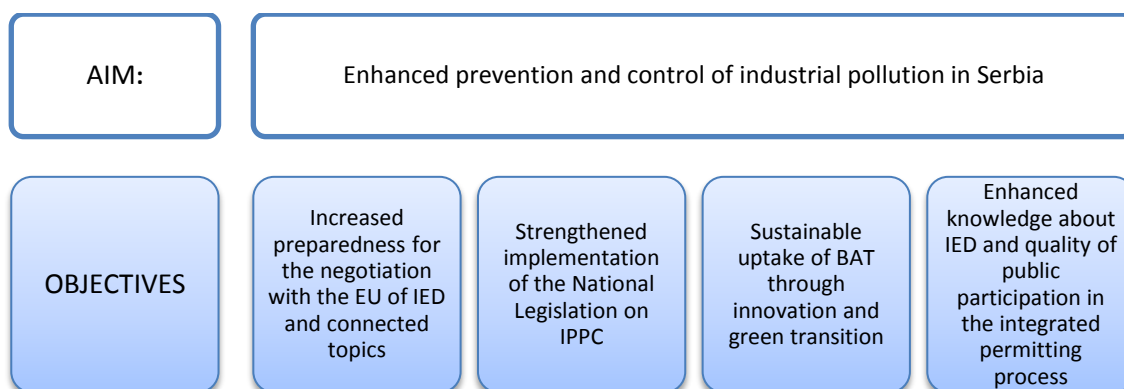 AIM:
Enhanced prevention and control of industrial pollution in Serbia
OBJECTIVES
Increased
preparedness for
the negotiation
with the EU of IED
and connected
topics
Strengthened
implementation
of the National
Legislation on
IPPC
Sustainable
uptake of BAT
through
innovation and
green transition
Enhanced
knowledge about
IED and quality of
public
participation in
the integrated
permitting
process